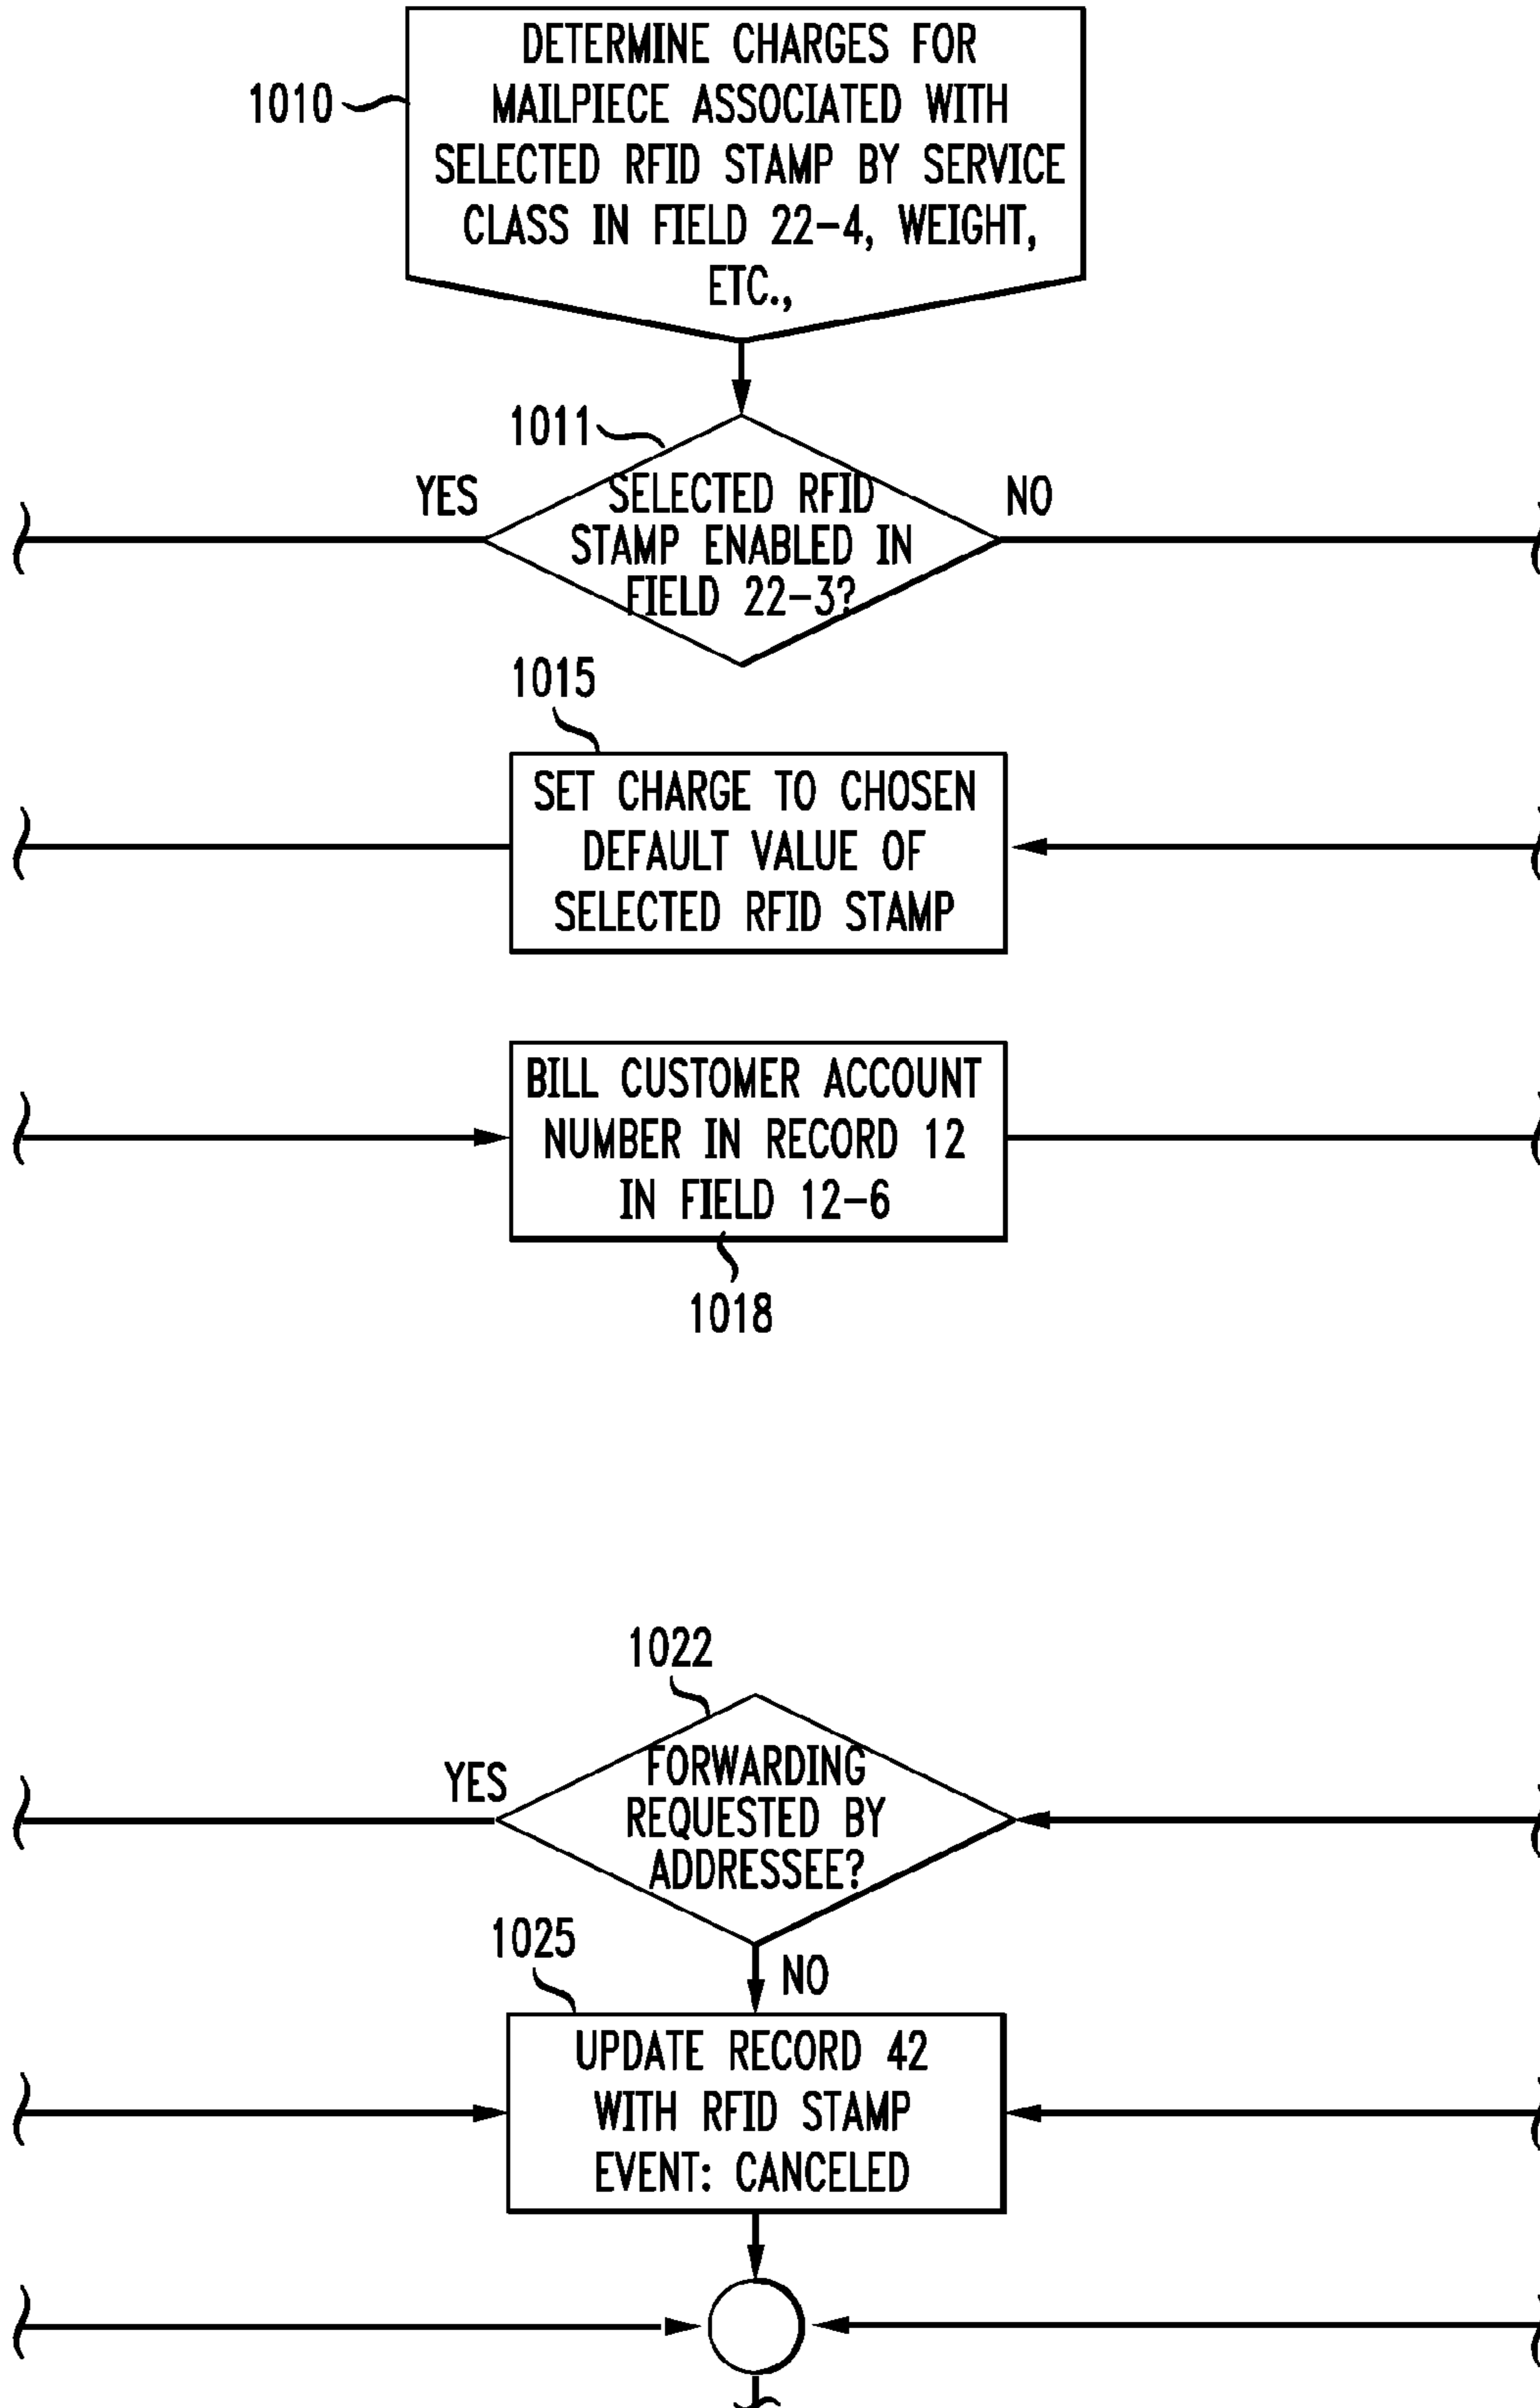 DETERMINE CHARGES FOR
1010
MAILPIECE ASSOCIATED WITH
SELECTED RFID STAMP BY SERVICE
CLASS IN FIELD 22-4, WEIGHT,
ETC.,
1011
YES
SELECTED RFID
NO
STAMP ENABLED IN
FIELD 22-3?
1015
SET CHARGE TO CHOSEN
DEFAULT VALUE OF
SELECTED RFID STAMP
BILL CUSTOMER ACCOUNT
NUMBER IN RECORD 12
IN FIELD 12-6
1018
1022
YES
FORWARDING
REQUESTED BY
ADDRESSEE?
1025
NO
UPDATE RECORD 42
WITH RFID STAMP
EVENT: CANCELED